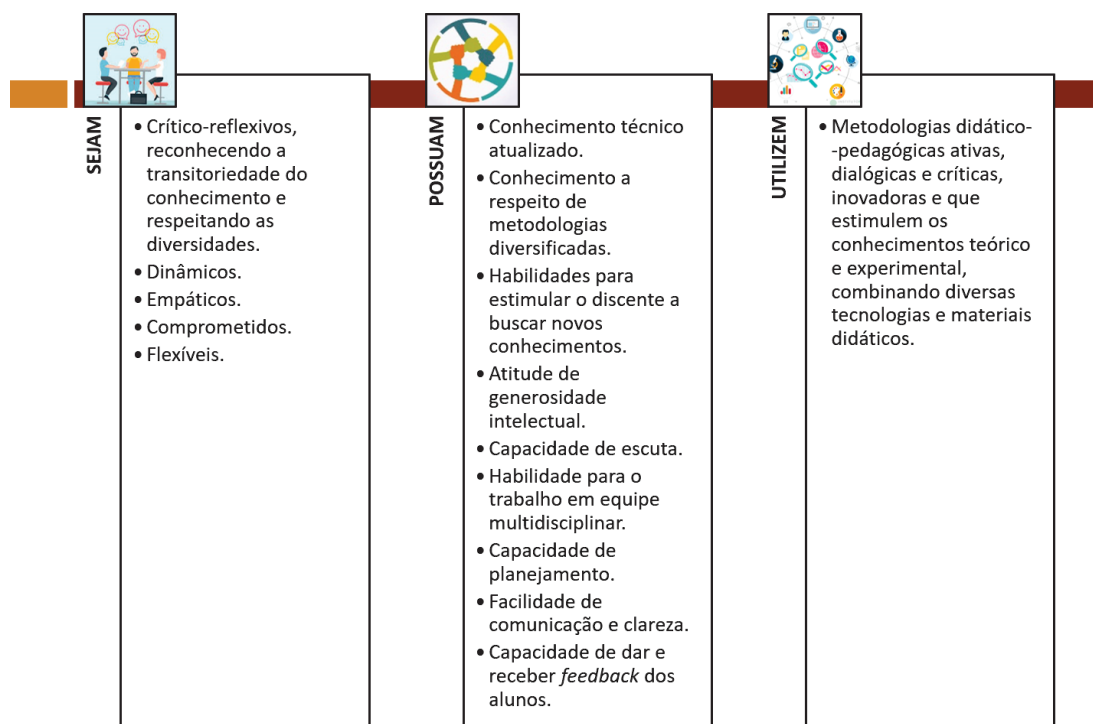 SEJAM
• Crítico-reflexivos,
reconhecendo a
transitoriedade do
conhecimento e
respeitando as
diversidades.
• Dinâmicos.
• Empáticos.
• Comprometidos.
• Flexíveis.
POSSUAM
• Conhecimento técnico
atualizado.
• Conhecimento a
respeito de
metodologias
diversificadas.
• Habilidades para
estimular o discente a
buscar novos
conhecimentos.
• Atitude de
generosidade
intelectual.
• Capacidade de escuta.
• Habilidade para o
trabalho em equipe
multidisciplinar.
• Capacidade de
planejamento.
• Facilidade de
comunicação e clareza.
• Capacidade de dar e
receber feedback dos
alunos.
UTILIZEM
• Metodologias didático-
-pedagógicas ativas,
dialógicas e críticas,
inovadoras e que
estimulem os
conhecimentos teórico
e experimental,
combinando diversas
tecnologias e materiais
didáticos.